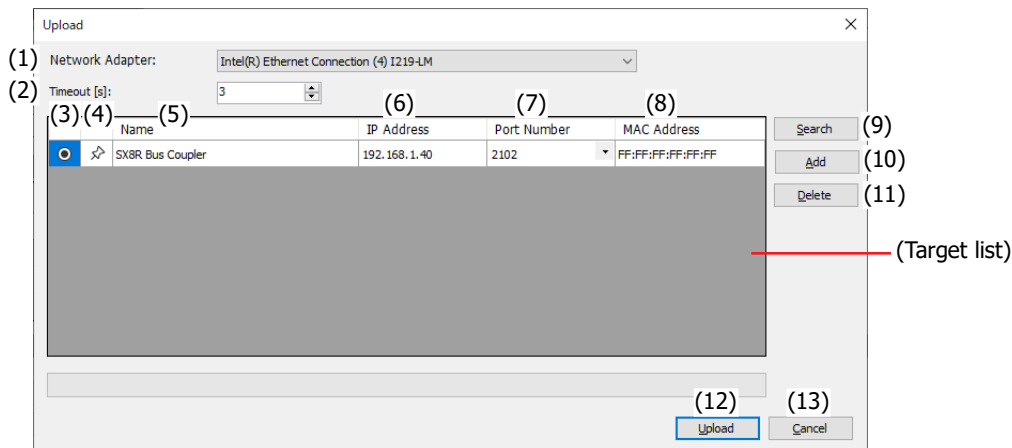 Upload
(1) Network Adapter: Intel(R) Ethernet Connection (4) I219-LM
(2) Timeout [s]: 3
(3) (4) (5) (6) (7) (8)
Name IP Address Port Number MAC Address
SX8R Bus Coupler 192.168.1.40 2102 FF:FF:FF:FF:FF:FF
Search (9)
Add (10)
Delete (11)
(Target list)
(12) (13)
Upload Cancel